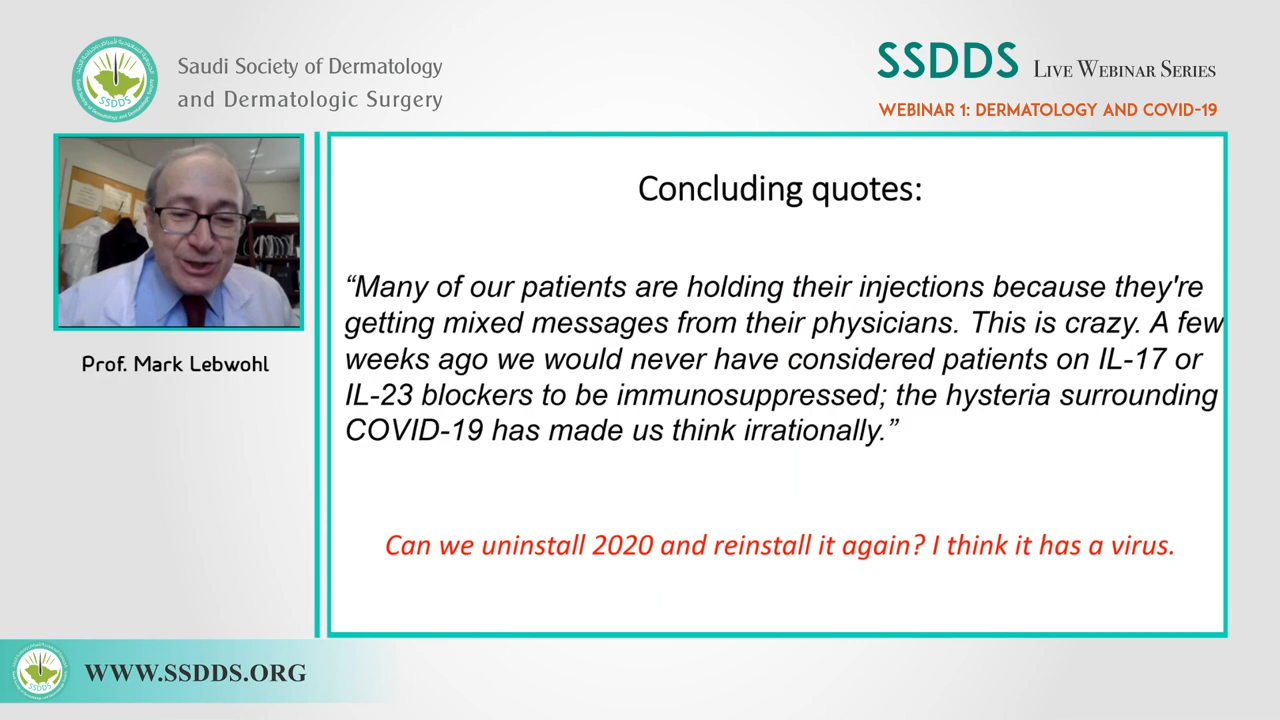 Saudi Society of Dermatology
and Dermatologic Surgery
SSDDS LIVE WEBINAR SERIES
WEBINAR 1: DERMATOLOGY AND COVID-19
SSDDS
Prof. Mark Lebwohl
Concluding quotes:
“Many of our patients are holding their injections because they're
getting mixed messages from their physicians. This is crazy. A few
weeks ago we would never have considered patients on IL-17 or
IL-23 blockers to be immunosuppressed; the hysteria surrounding
COVID-19 has made us think irrationally.”
Can we uninstall 2020 and reinstall it again? I think it has a virus.
SSDDS
WWW.SSDDS.ORG